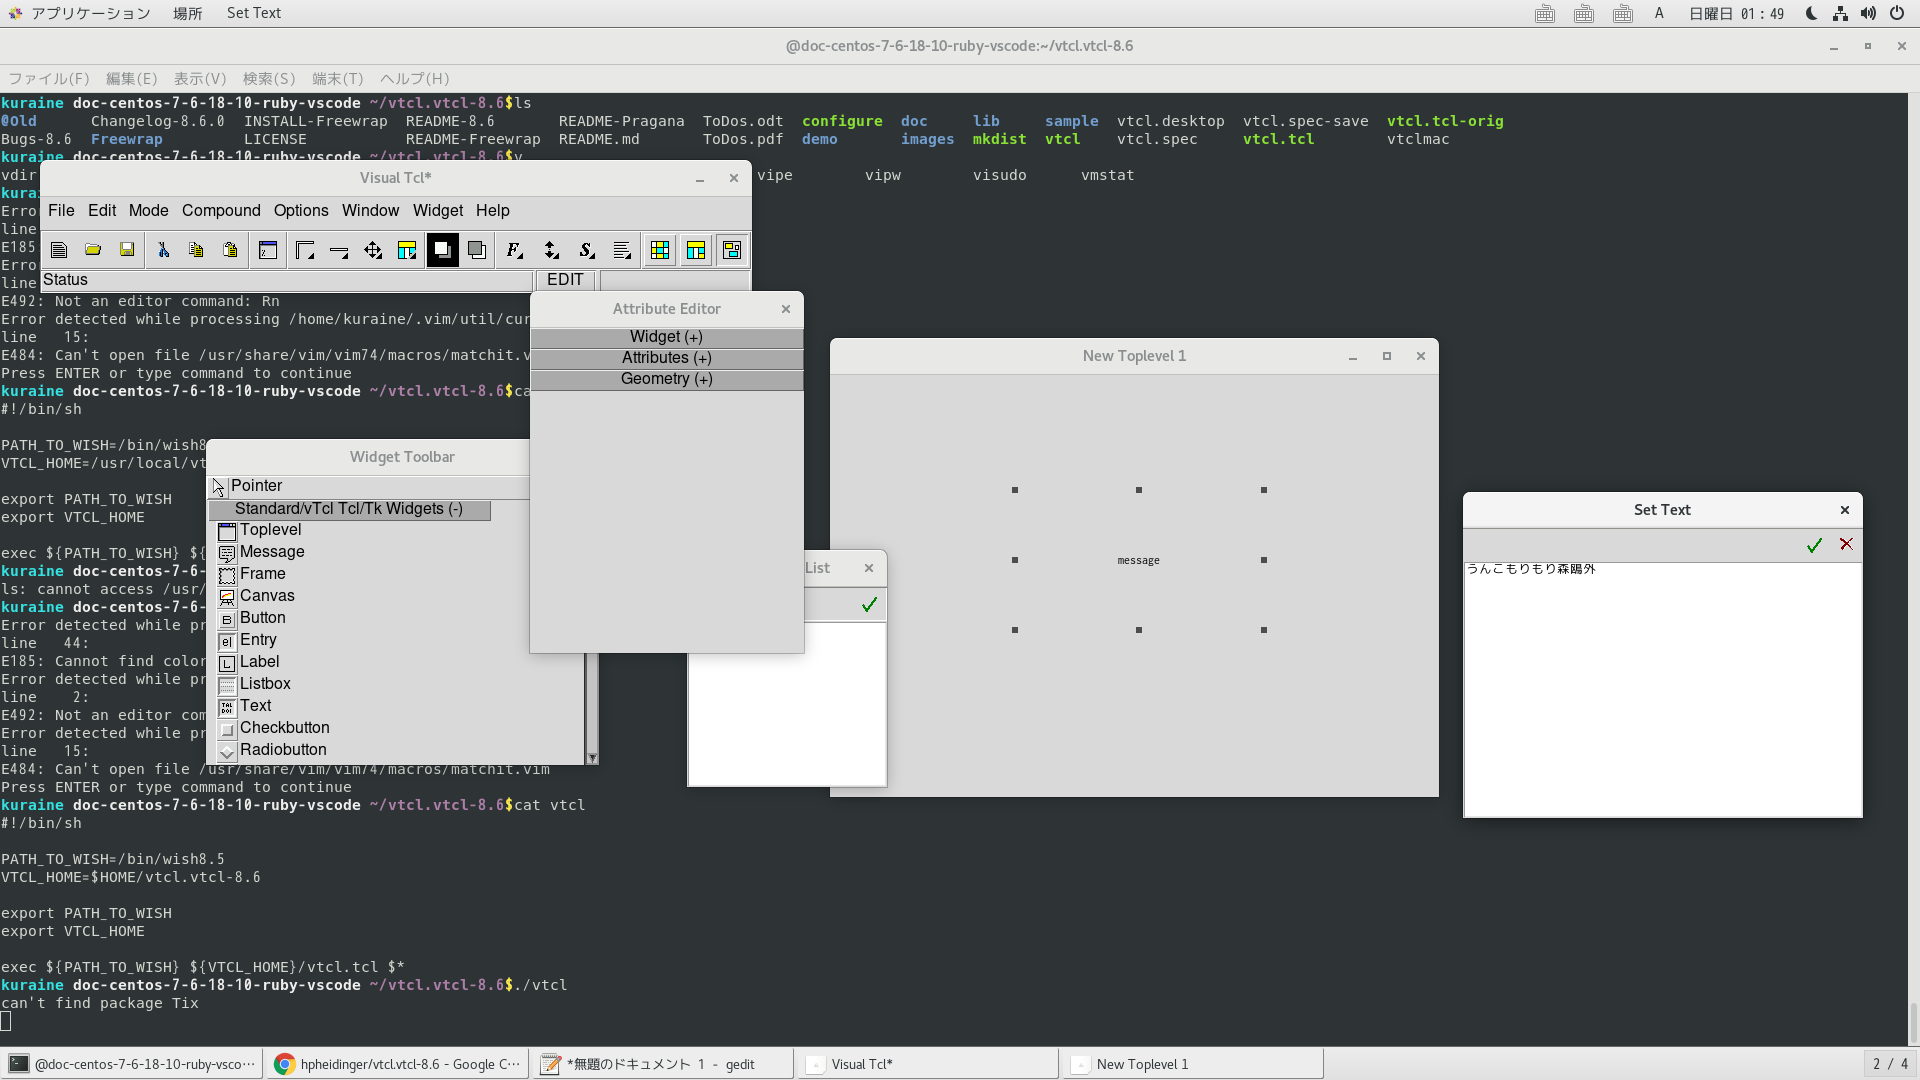 アプリケーション 場所 Set Text A 日曜日 01：49
@doc-centos-7-6-18-10-ruby-vscode:~/vtcl.vtcl-8.6
ファイル(F) 編集(E) 表示(V) 検索(S) 端末(T) ヘルプ(H)
kuraine doc-centos-7-6-18-10-ruby-vscode ~/vtcl.vtcl-8.6$ls
@Old Changelog-8.6.0 INSTALL-Freewrap README-8.6 README-Pragana ToDos.odt configure doc lib sample vtcl.desktop vtcl.spec-save vtcl.tcl-orig
Bugs-8.6 Freewrap LICENSE README-Freewrap README.md ToDos.pdf demo images mkdist vtcl vtcl.spec vtcl.tcl vtclmac
kuraine doc-centos-7-6-18-10-ruby-vscode ~/vtcl.vtcl-8.6$v
vdir vipe vipw visudo vmstat
kurai
Erro
line
E185
Erro
line
E492: Not an editor command: Rn
Error detected while processing /home/kuraine/.vim/util/cur
line 15:
E484: Can't open file /usr/share/vim/vim74/macros/matchit.v
Press ENTER or type command to continue
kuraine doc-centos-7-6-18-10-ruby-vscode ~/vtcl.vtcl-8.6$ca
#!/bin/sh
PATH_TO_WISH=/bin/wish8
VTCL_HOME=/usr/local/vt
export PATH_TO_WISH
export VTCL_HOME
exec ${PATH_TO_WISH} ${
kuraine doc-centos-7-6-
ls: cannot access /usr/
kuraine doc-centos-7-6-
Error detected while pr
line 44:
E185: Cannot find color
Error detected while pr
line 2:
E492: Not an editor com
Error detected while pr
line 15:
E484: Can't open file /usr/share/vim/vim74/macros/matchit.vim
Press ENTER or type command to continue
kuraine doc-centos-7-6-18-10-ruby-vscode ~/vtcl.vtcl-8.6$cat vtcl
#!/bin/sh
PATH_TO_WISH=/bin/wish8.5
VTCL_HOME=$HOME/vtcl.vtcl-8.6
export PATH_TO_WISH
export VTCL_HOME
exec ${PATH_TO_WISH} ${VTCL_HOME}/vtcl.tcl $*
kuraine doc-centos-7-6-18-10-ruby-vscode ~/vtcl.vtcl-8.6$./vtcl
can't find package Tix
Visual Tcl*
File Edit Mode Compound Options Window Widget Help
Status EDIT
Attribute Editor
Widget (+)
Attributes (+)
Geometry (+)
Widget Toolbar
Pointer
Standard/vTcl Tcl/Tk Widgets (-)
Toplevel
Message
Frame
Canvas
Button
Entry
Label
Listbox
Text
Checkbutton
Radiobutton
List
New Toplevel 1
message
Set Text
うんこもりもり森鴎外
@doc-centos-7-6-18-10-ruby-vsco… hpheidinger/vtcl.vtcl-8.6 - Google C… *無題のドキュメント 1 - gedit Visual Tcl* New Toplevel 1 2 / 4